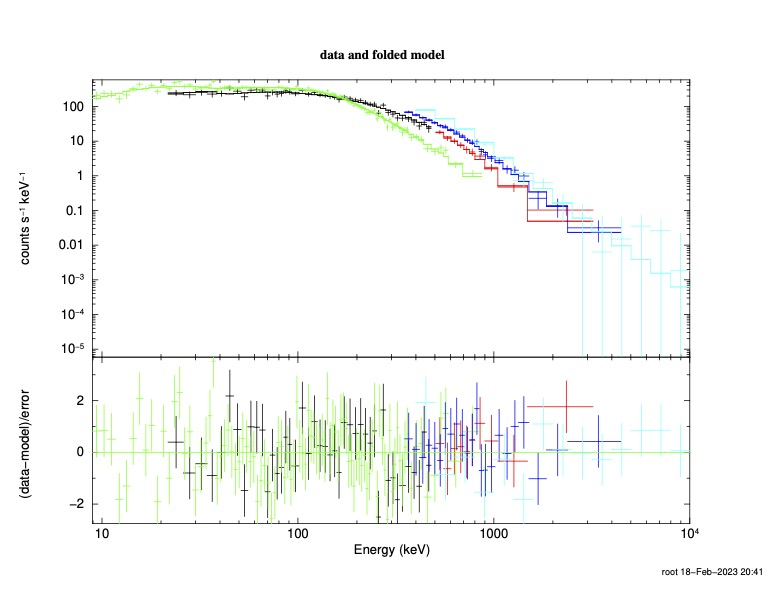 data and folded model
counts s⁻¹ keV⁻¹
100
10
1
0.1
0.01
10⁻³
10⁻⁴
10⁻⁵
(data−model)/error
2
0
−2
10 100 1000 10⁴
Energy (keV)
root 18−Feb−2023 20:41